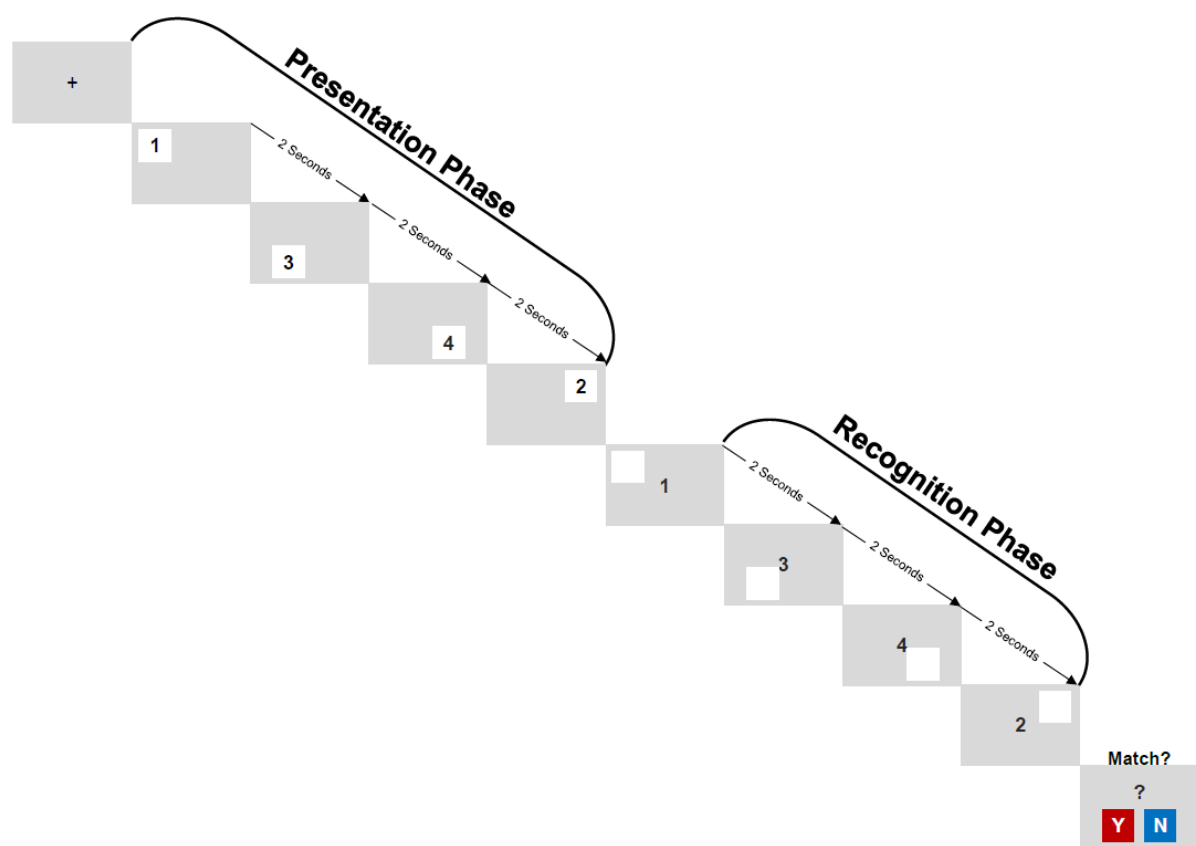 +
Presentation Phase
1
2 Seconds
3
2 Seconds
4
2 Seconds
2
Recognition Phase
1
2 Seconds
3
2 Seconds
4
2 Seconds
2
Match?
?
Y N